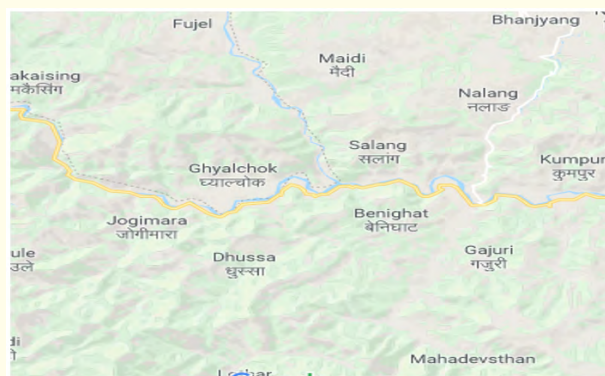 Fujel
Bhanjyang
Maidi
मैदी
akaising
मकैसिंग
Nalang
नलाङ
Salang
सलांग
Kumpur
कुमपुर
Ghyalchok
घ्याल्चोक
Benighat
बेनिघाट
Jogimara
जोगीमारा
Dhussa
धुस्सा
Gajuri
गजुरी
ule
उले
di
Mahadevsthan